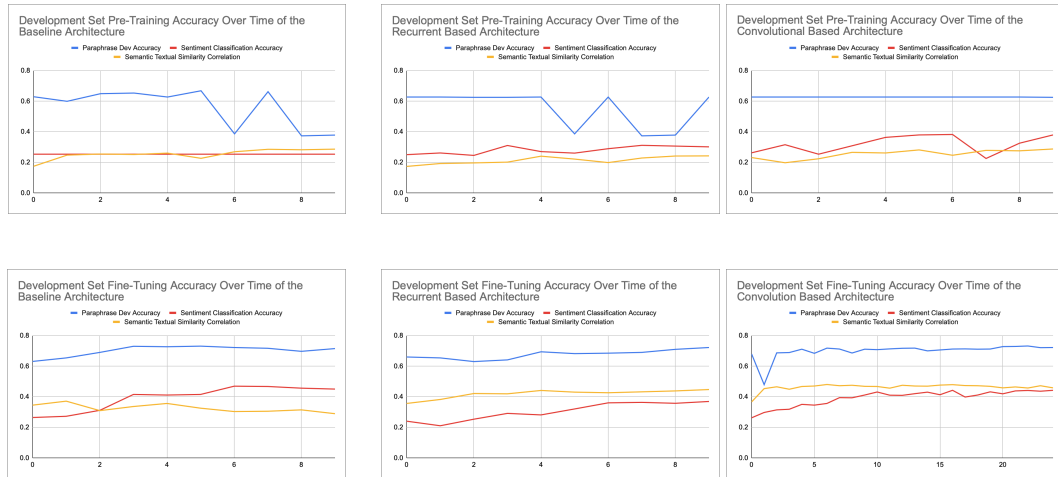 Development Set Pre-Training Accuracy Over Time of the
Baseline Architecture
Paraphrase Dev Accuracy Sentiment Classification Accuracy
Semantic Textual Similarity Correlation
0.8
0.6
0.4
0.2
0.0
0 2 4 6 8
Development Set Pre-Training Accuracy Over Time of the
Recurrent Based Architecture
Paraphrase Dev Accuracy Sentiment Classification Accuracy
Semantic Textual Similarity Correlation
0.8
0.6
0.4
0.2
0.0
0 2 4 6 8
Development Set Pre-Training Accuracy Over Time of the
Convolutional Based Architecture
Paraphrase Dev Accuracy Sentiment Classification Accuracy
Semantic Textual Similarity Correlation
0.8
0.6
0.4
0.2
0.0
0 2 4 6 8
Development Set Fine-Tuning Accuracy Over Time of the
Baseline Architecture
Paraphrase Dev Accuracy Sentiment Classification Accuracy
Semantic Textual Similarity Correlation
0.8
0.6
0.4
0.2
0.0
0 2 4 6 8
Development Set Fine-Tuning Accuracy Over Time of the
Recurrent Based Architecture
Paraphrase Dev Accuracy Sentiment Classification Accuracy
Semantic Textual Similarity Correlation
0.8
0.6
0.4
0.2
0.0
0 2 4 6 8
Development Set Fine-Tuning Accuracy Over Time of the
Convolution Based Architecture
Paraphrase Dev Accuracy Sentiment Classification Accuracy
Semantic Textual Similarity Correlation
0.8
0.6
0.4
0.2
0.0
0 5 10 15 20